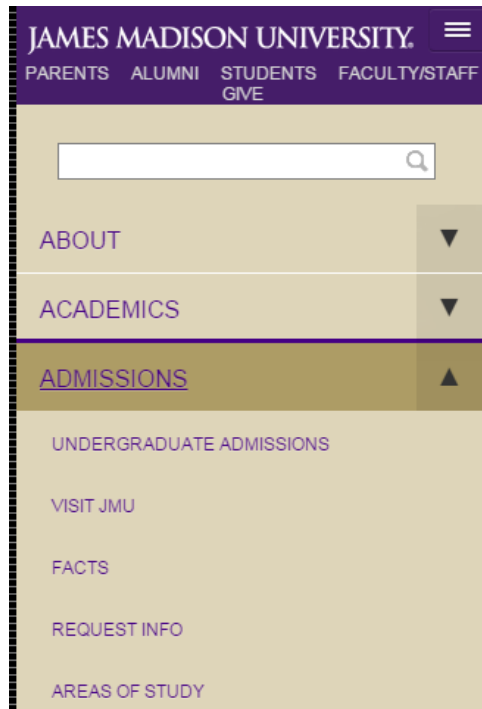 JAMES MADISON UNIVERSITY.
PARENTS ALUMNI STUDENTS FACULTY/STAFF
GIVE
ABOUT
ACADEMICS
ADMISSIONS
UNDERGRADUATE ADMISSIONS
VISIT JMU
FACTS
REQUEST INFO
AREAS OF STUDY